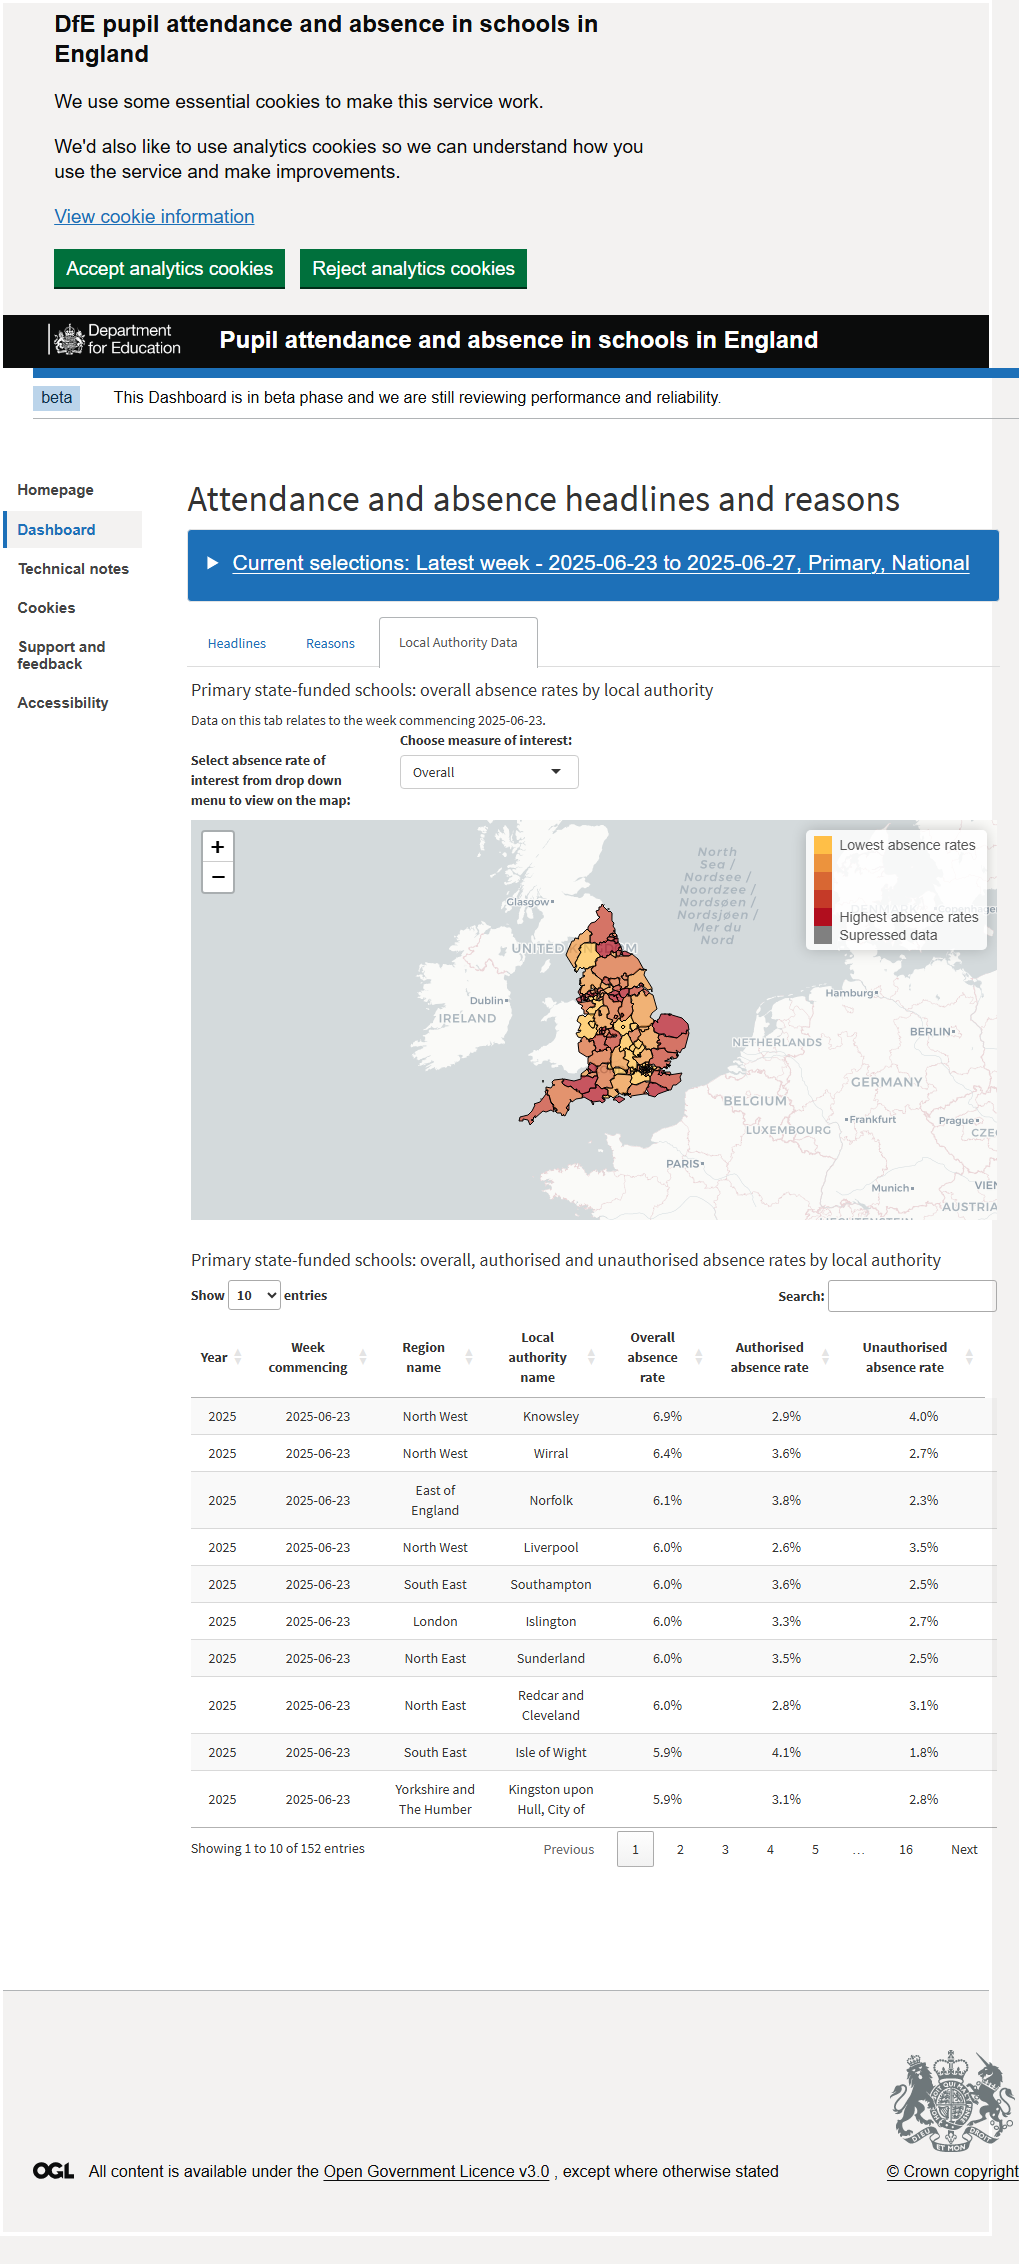 DfE pupil attendance and absence in schools in
England
We use some essential cookies to make this service work.
We'd also like to use analytics cookies so we can understand how you
use the service and make improvements.
View cookie information
Accept analytics cookies Reject analytics cookies
Department
for Education
Pupil attendance and absence in schools in England
beta This Dashboard is in beta phase and we are still reviewing performance and reliability.
Homepage
Dashboard
Technical notes
Cookies
Support and
feedback
Accessibility
Attendance and absence headlines and reasons
Current selections: Latest week - 2025-06-23 to 2025-06-27, Primary, National
Headlines Reasons Local Authority Data
Primary state-funded schools: overall absence rates by local authority
Data on this tab relates to the week commencing 2025-06-23.
Select absence rate of
interest from drop down
menu to view on the map:
Choose measure of interest:
Overall
+
−
Lowest absence rates
Highest absence rates
Supressed data
North
Sea /
Nordsee /
Noordzee /
Nordsøen /
Nordsjøen /
Mer du
Nord
Glasgow
UNITED KINGDOM
Dublin
IRELAND
Hamburg
BERLIN
NETHERLANDS
GERMANY
BELGIUM
Frankfurt
Prague
LUXEMBOURG
CZE
PARIS
Munich
VIEN
AUSTRIA
Primary state-funded schools: overall, authorised and unauthorised absence rates by local authority
Show 10 entries Search:
Year Week commencing Region name Local authority name Overall absence rate Authorised absence rate Unauthorised absence rate
2025 2025-06-23 North West Knowsley 6.9% 2.9% 4.0%
2025 2025-06-23 North West Wirral 6.4% 3.6% 2.7%
2025 2025-06-23 East of England Norfolk 6.1% 3.8% 2.3%
2025 2025-06-23 North West Liverpool 6.0% 2.6% 3.5%
2025 2025-06-23 South East Southampton 6.0% 3.6% 2.5%
2025 2025-06-23 London Islington 6.0% 3.3% 2.7%
2025 2025-06-23 North East Sunderland 6.0% 3.5% 2.5%
2025 2025-06-23 North East Redcar and Cleveland 6.0% 2.8% 3.1%
2025 2025-06-23 South East Isle of Wight 5.9% 4.1% 1.8%
2025 2025-06-23 Yorkshire and The Humber Kingston upon Hull, City of 5.9% 3.1% 2.8%
Showing 1 to 10 of 152 entries Previous 1 2 3 4 5 … 16 Next
OGL All content is available under the Open Government Licence v3.0 , except where otherwise stated
© Crown copyright